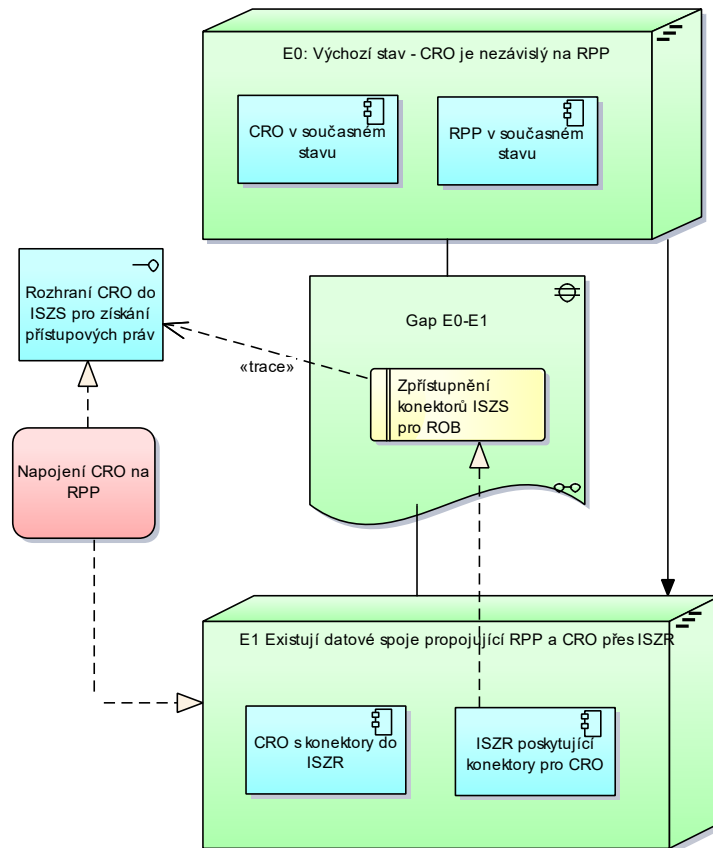 E0: Výchozí stav - CRO je nezávislý na RPP
CRO v současném
stavu
RPP v současném
stavu
Rozhraní CRO do
ISZS pro získání
přístupových práv
Gap E0-E1
«trace»
Zpřístupnění
konektorů ISZS
pro ROB
Napojení CRO na
RPP
E1 Existují datové spoje propojující RPP a CRO přes ISZR
CRO s konektory do
ISZR
ISZR poskytující
konektory pro CRO